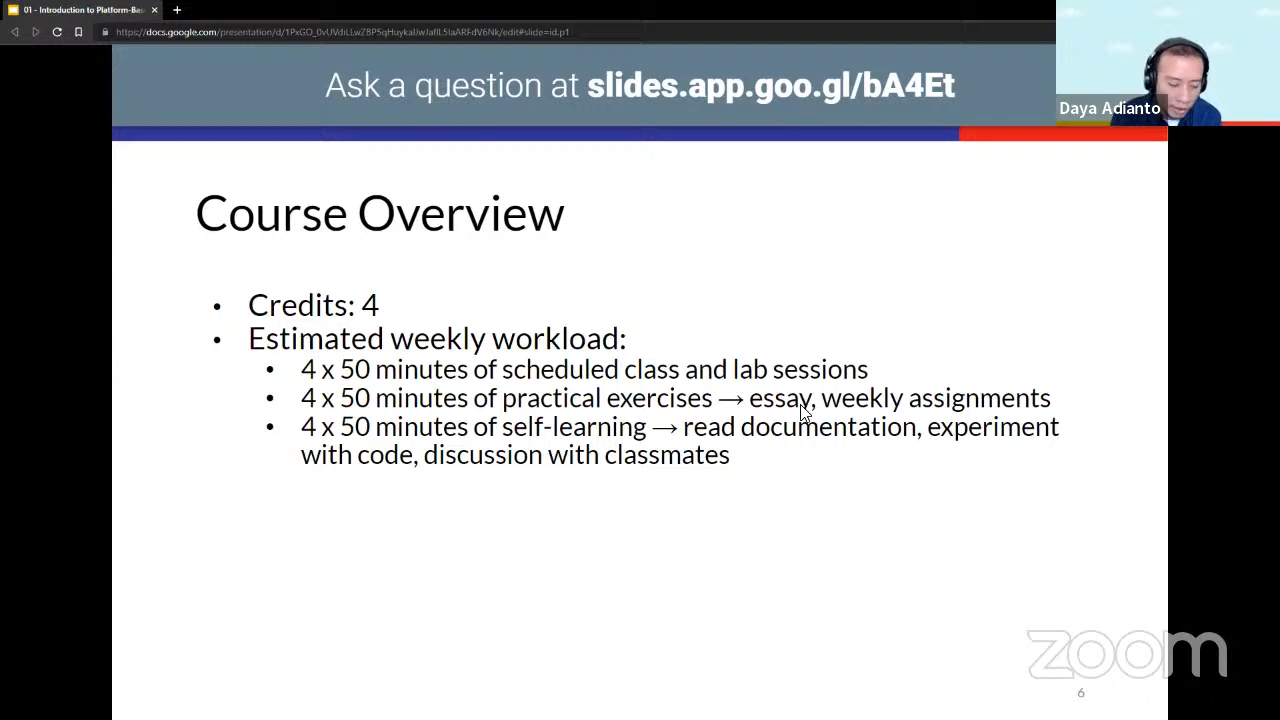 01 - Introduction to Platform-Bas
Ask a question at slides.app.goo.gl/bA4Et
Daya Adianto
Course Overview
• Credits: 4
• Estimated weekly workload:
• 4 x 50 minutes of scheduled class and lab sessions
• 4 x 50 minutes of practical exercises → essay, weekly assignments
• 4 x 50 minutes of self-learning → read documentation, experiment
with code, discussion with classmates
zoom
6